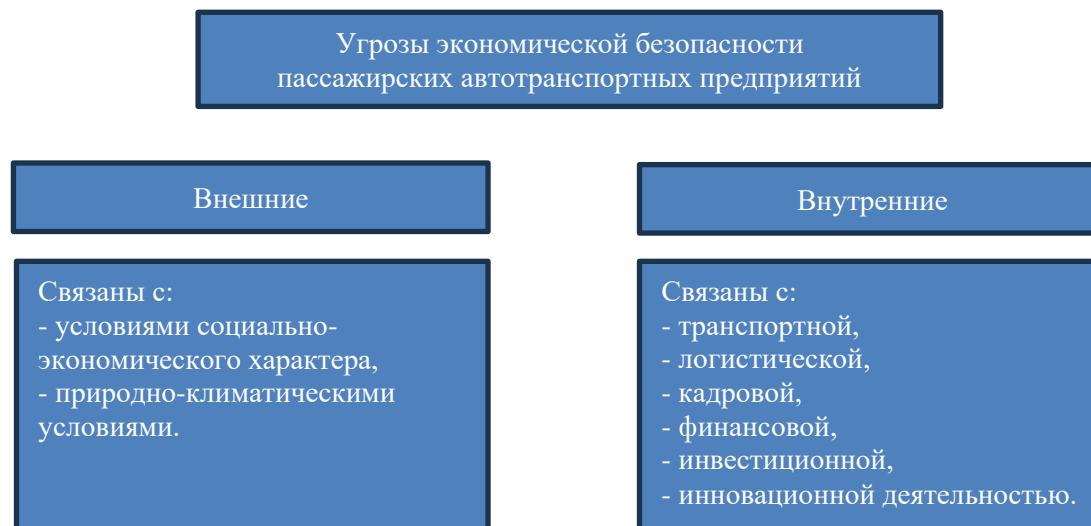 Угрозы экономической безопасности
пассажирских автотранспортных предприятий
Внешние
Связаны с:
- условиями социально-
экономического характера,
- природно-климатическими
условиями.
Внутренние
Связаны с:
- транспортной,
- логистической,
- кадровой,
- финансовой,
- инвестиционной,
- инновационной деятельностью.